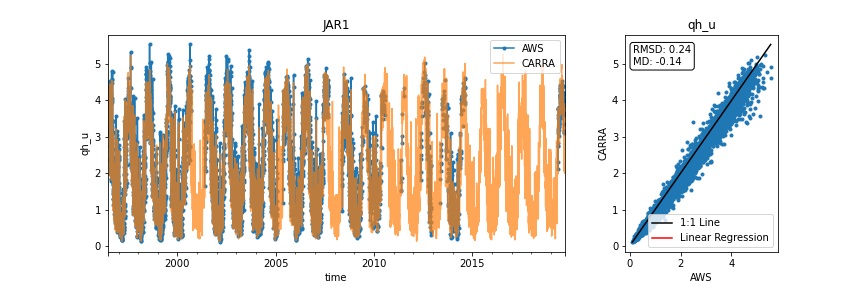 JAR1
qh_u
5
4
3
2
1
0
2000
2005
2010
2015
time
AWS
CARRA
qh_u
CARRA
5
4
3
2
1
0
0
2
4
AWS
RMSD: 0.24
MD: -0.14
1:1 Line
Linear Regression